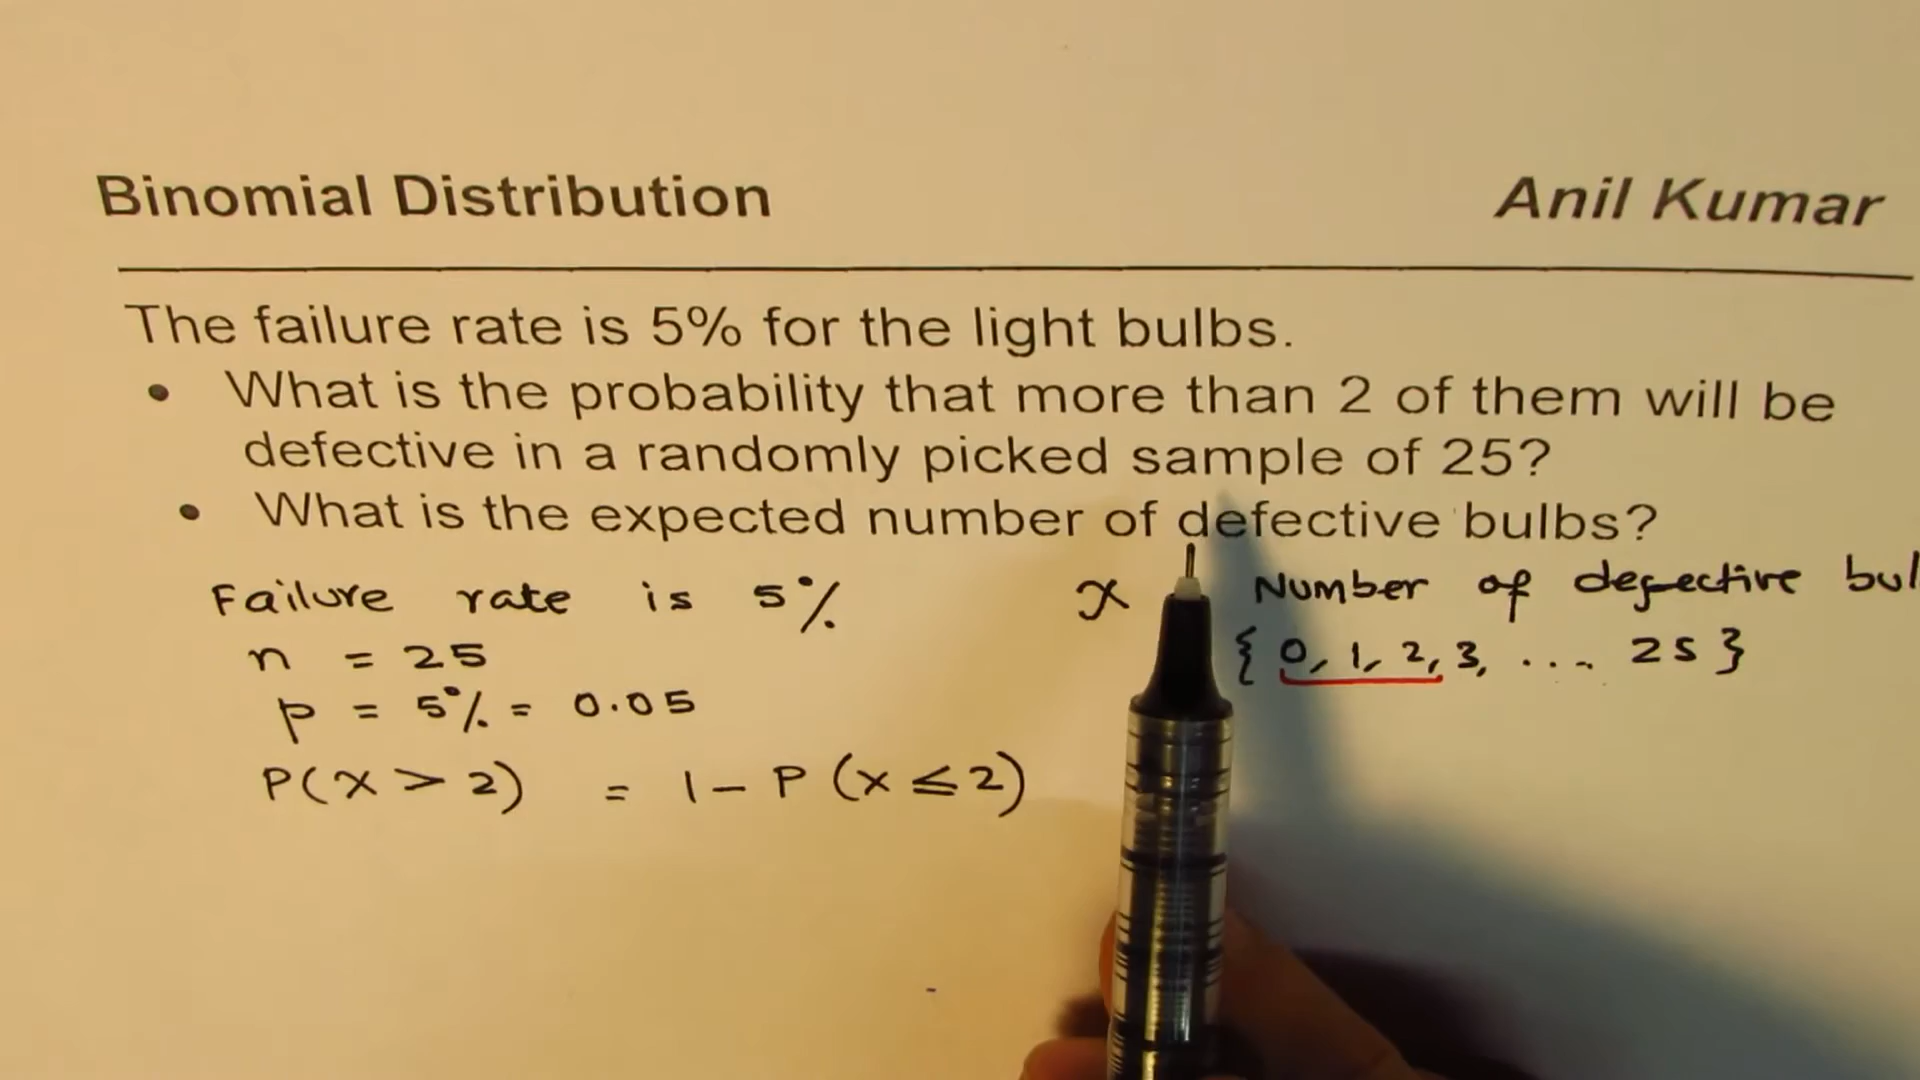 Binomial Distribution Anil Kumar
The failure rate is 5% for the light bulbs.
• What is the probability that more than 2 of them will be
defective in a randomly picked sample of 25?
• What is the expected number of defective bulbs?
Failure rate is 5% x Number of defective bul
n = 25 {0, 1, 2, 3, ... 25}
p = 5% = 0.05
P(X > 2) = 1 - P(x ≤ 2)